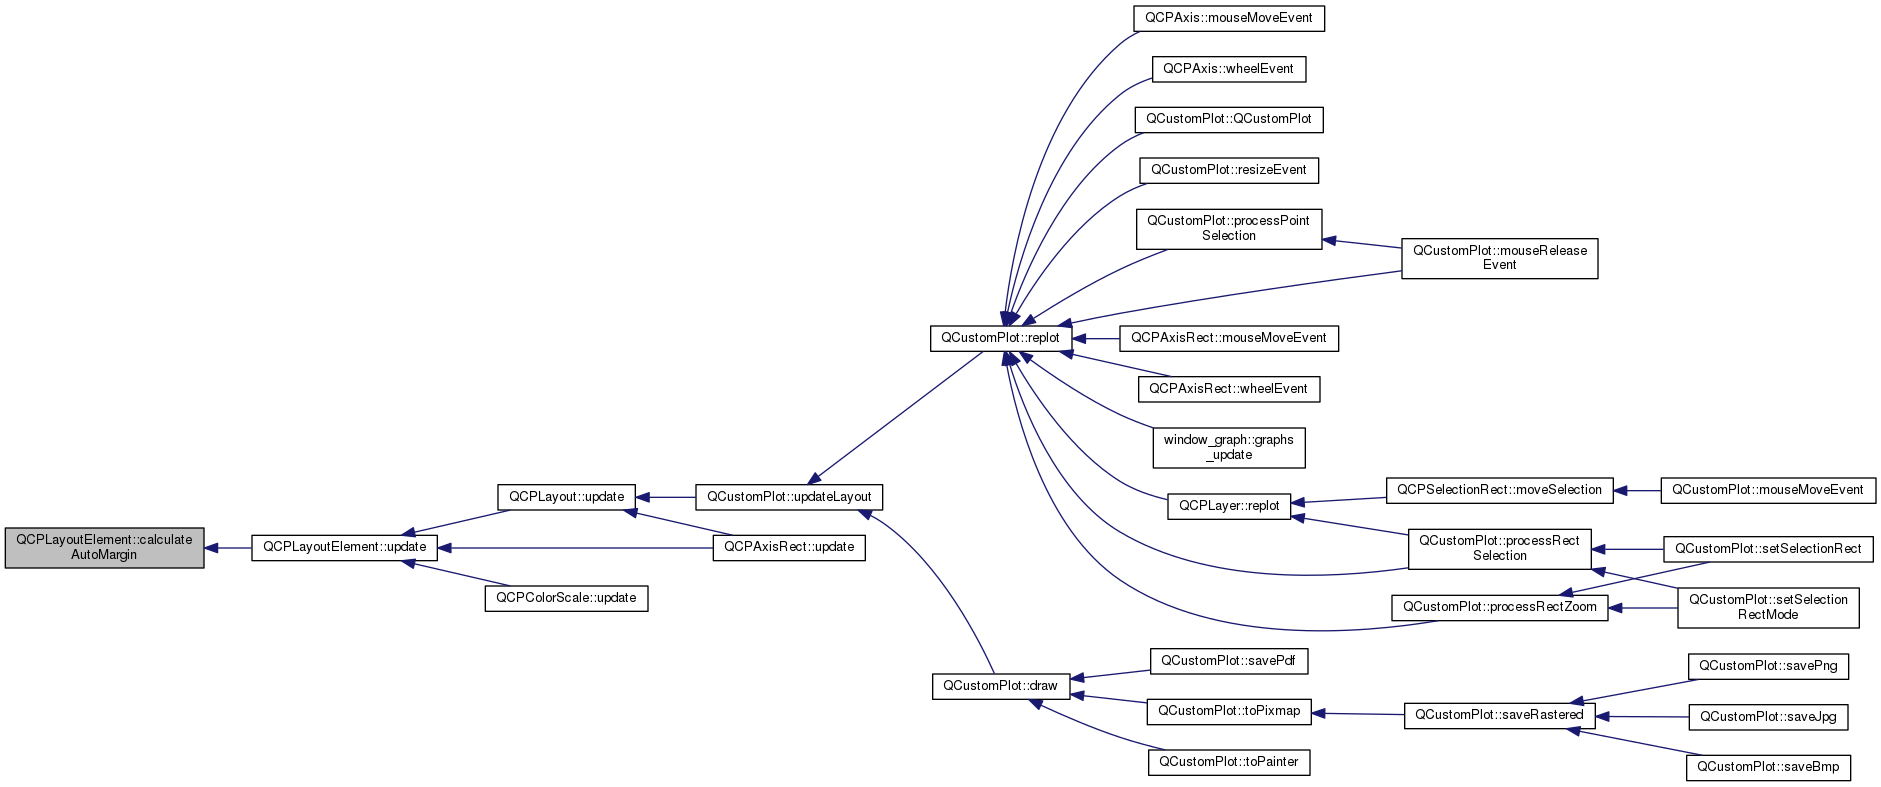 QCPAxis::mouseMoveEvent
QCPAxis::wheelEvent
QCustomPlot::QCustomPlot
QCustomPlot::resizeEvent
QCustomPlot::processPoint
Selection
QCustomPlot::mouseRelease
Event
QCustomPlot::replot
QCPAxisRect::mouseMoveEvent
QCPAxisRect::wheelEvent
window_graph::graphs
_update
QCPLayer::replot
QCPSelectionRect::moveSelection
QCustomPlot::mouseMoveEvent
QCPLayout::update
QCustomPlot::updateLayout
QCPLayoutElement::calculate
AutoMargin
QCPLayoutElement::update
QCPAxisRect::update
QCPColorScale::update
QCustomPlot::processRect
Selection
QCustomPlot::setSelectionRect
QCustomPlot::processRectZoom
QCustomPlot::setSelection
RectMode
QCustomPlot::draw
QCustomPlot::savePdf
QCustomPlot::toPixmap
QCustomPlot::toPainter
QCustomPlot::saveRastered
QCustomPlot::savePng
QCustomPlot::saveJpg
QCustomPlot::saveBmp